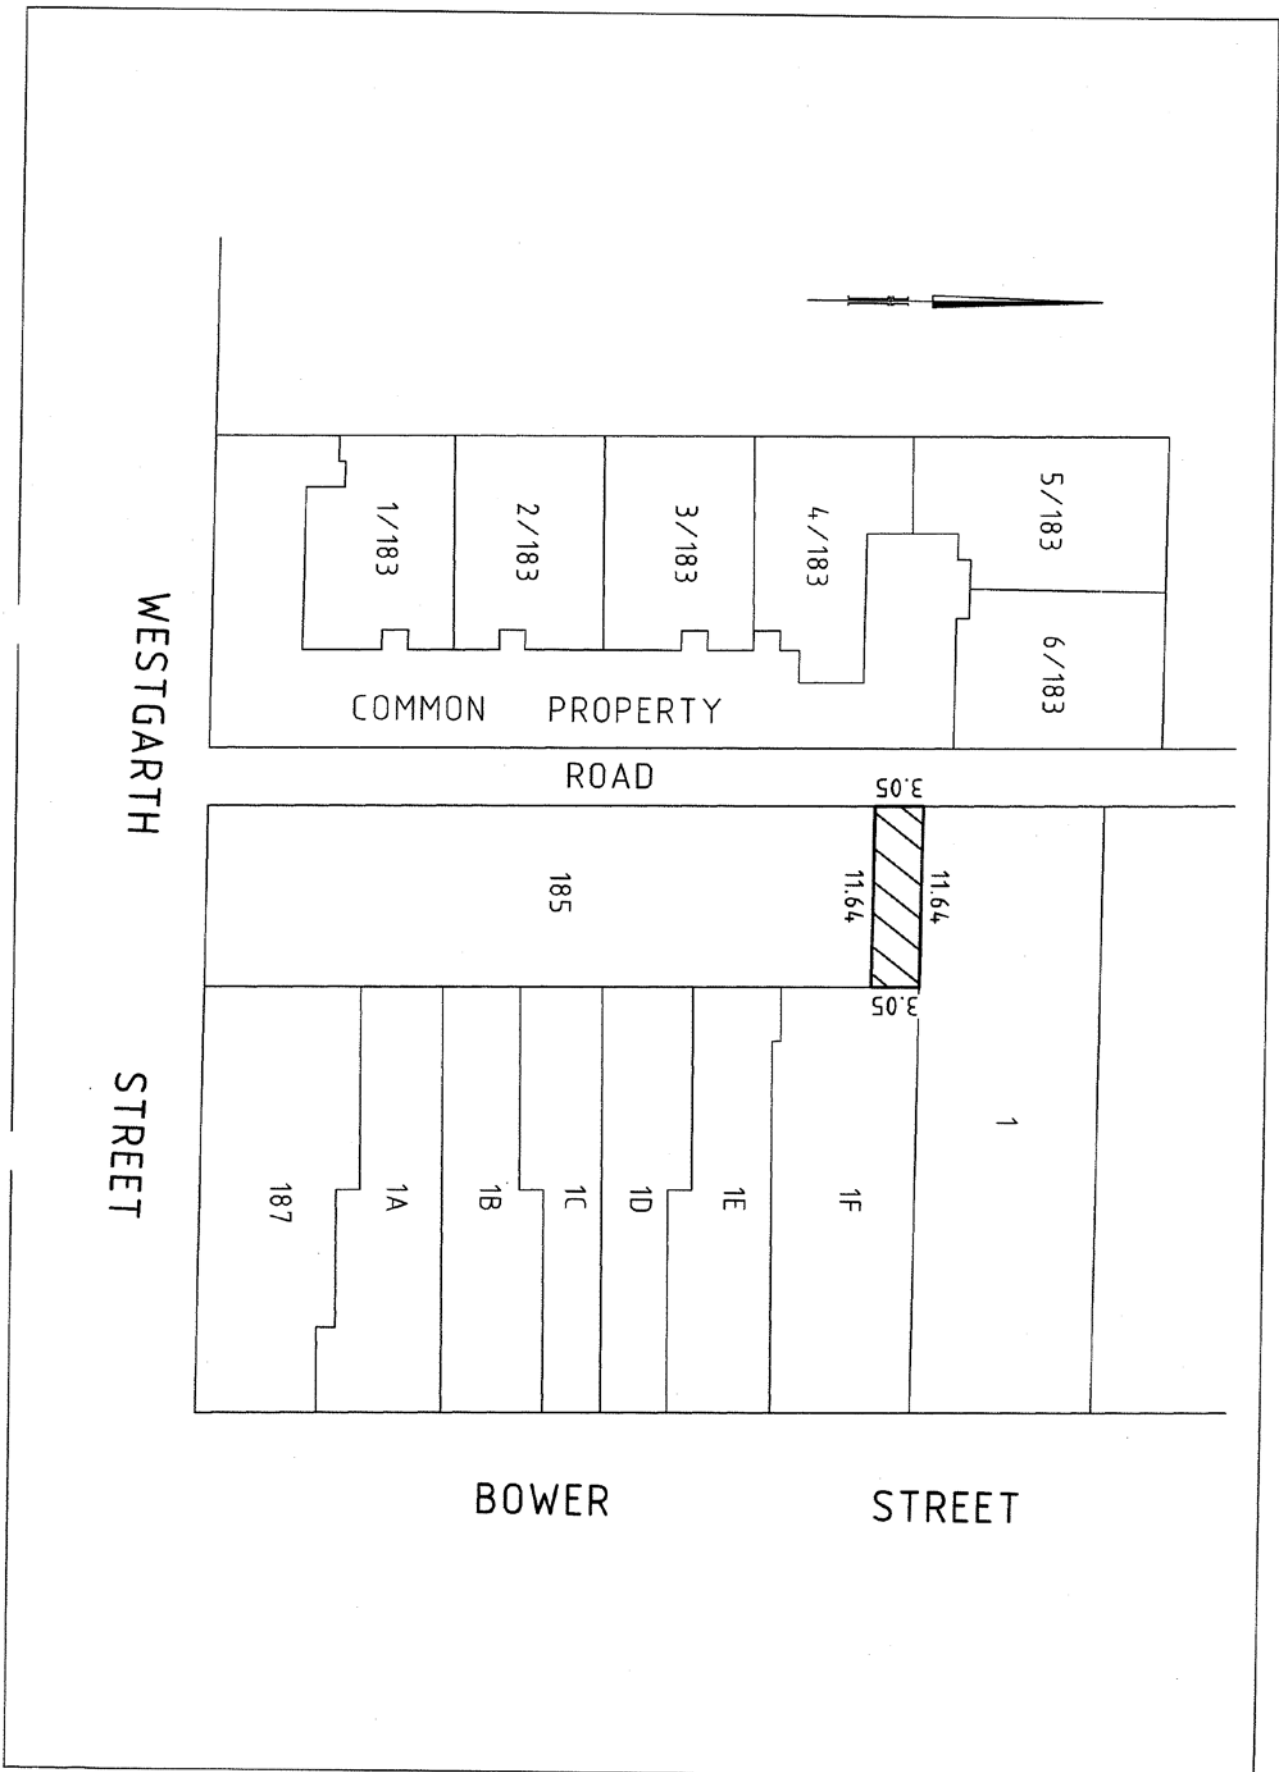 5/183
6/183
4/183
3/183
2/183
1/183
COMMON PROPERTY
ROAD
3.05
11.64
11.64
3.05
185
1
1F
1E
1D
1C
1B
1A
187
WESTGARTH STREET
BOWER STREET